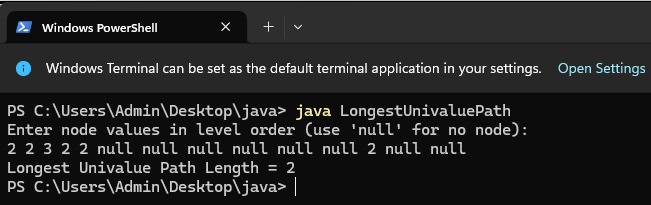 Windows PowerShell
Windows Terminal can be set as the default terminal application in your settings. Open Settings
PS C:\Users\Admin\Desktop\java> java LongestUnivaluePath
Enter node values in level order (use 'null' for no node):
2 2 3 2 2 null null null null null null 2 null null
Longest Univalue Path Length = 2
PS C:\Users\Admin\Desktop\java>